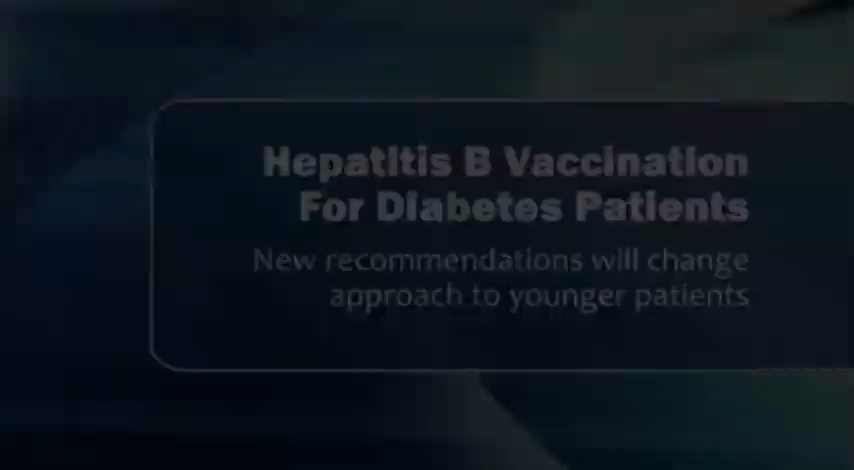 Hepatitis B Vaccination
For Diabetes Patients
New recommendations will change
approach to younger patients